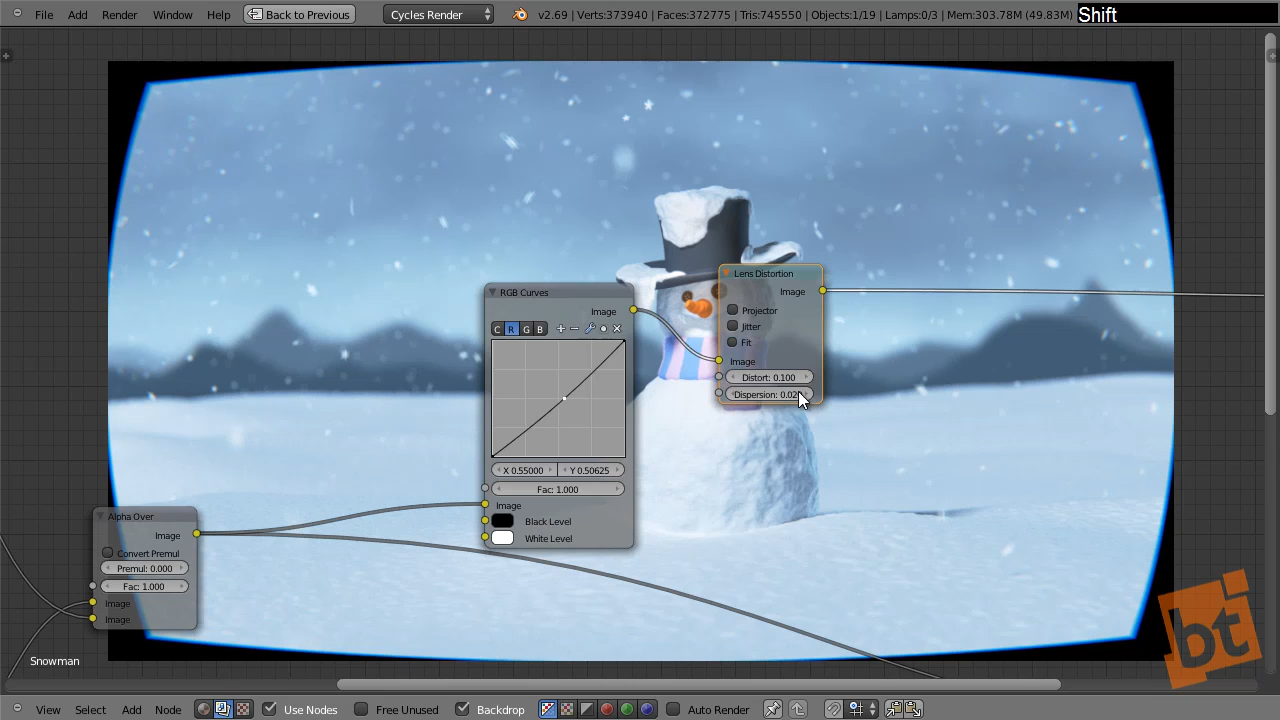 File Add Render Window Help Back to Previous Cycles Render v2.69 | Verts:373940 | Faces:372775 | Tris:745550 | Objects:1/19 | Lamps:0/3 | Mem:303.78M (49.83M) Shift
Lens Distortion
Image
Projector
Jitter
Fit
Image
Distort: 0.100
Dispersion: 0.02
RGB Curves
Image
C R G B
X 0.55000 Y 0.50625
Fac: 1.000
Image
Black Level
White Level
Alpha Over
Image
Convert Premul
Premul: 0.000
Fac: 1.000
Image
Image
Snowman
bt
View Select Add Node Use Nodes Free Unused Backdrop Auto Render